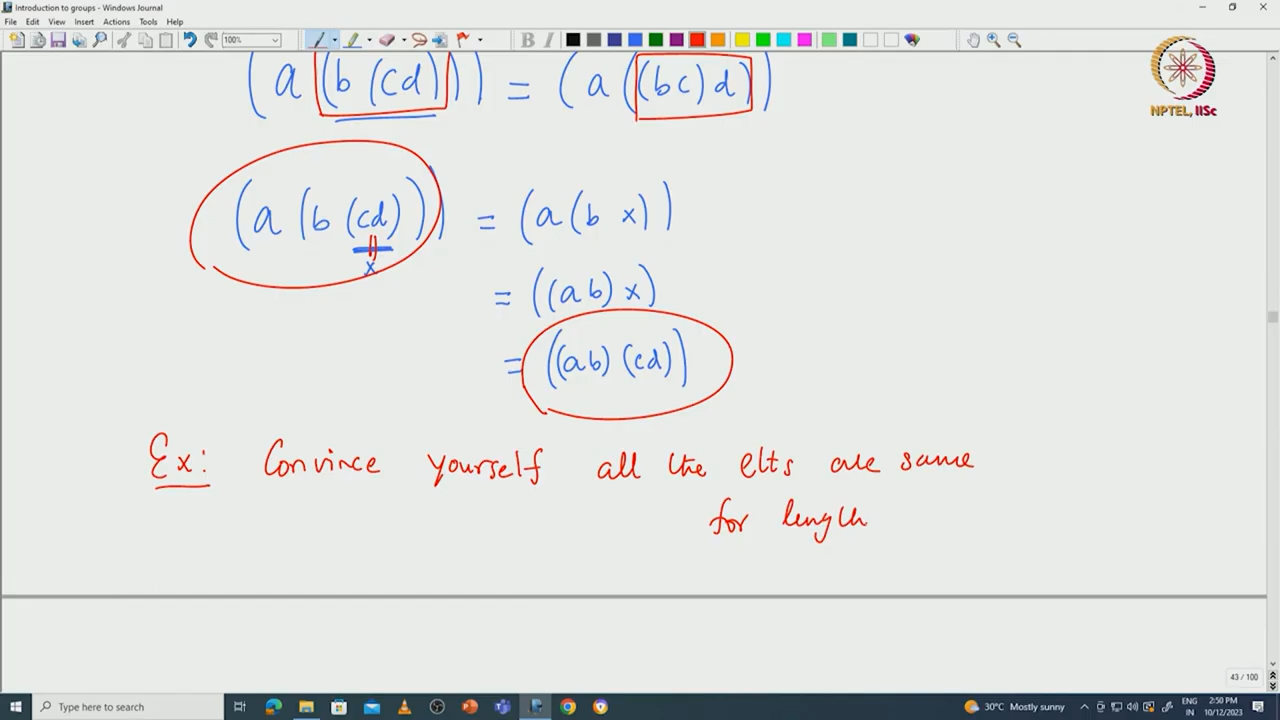 Introduction to groups - Windows Journal
File Edit View Insert Actions Tools Help
100%
B I
NPTEL, IISc
(a (b (cd))) = (a ((bc) d))
(a (b (cd))) = (a (b x))
||
x
= ((ab) x)
= ((ab) (cd))
Ex: Convince yourself all the elts are same
for length
43 / 100
Type here to search
30°C Mostly sunny
ENG
IN
2:50 PM
10/12/2023